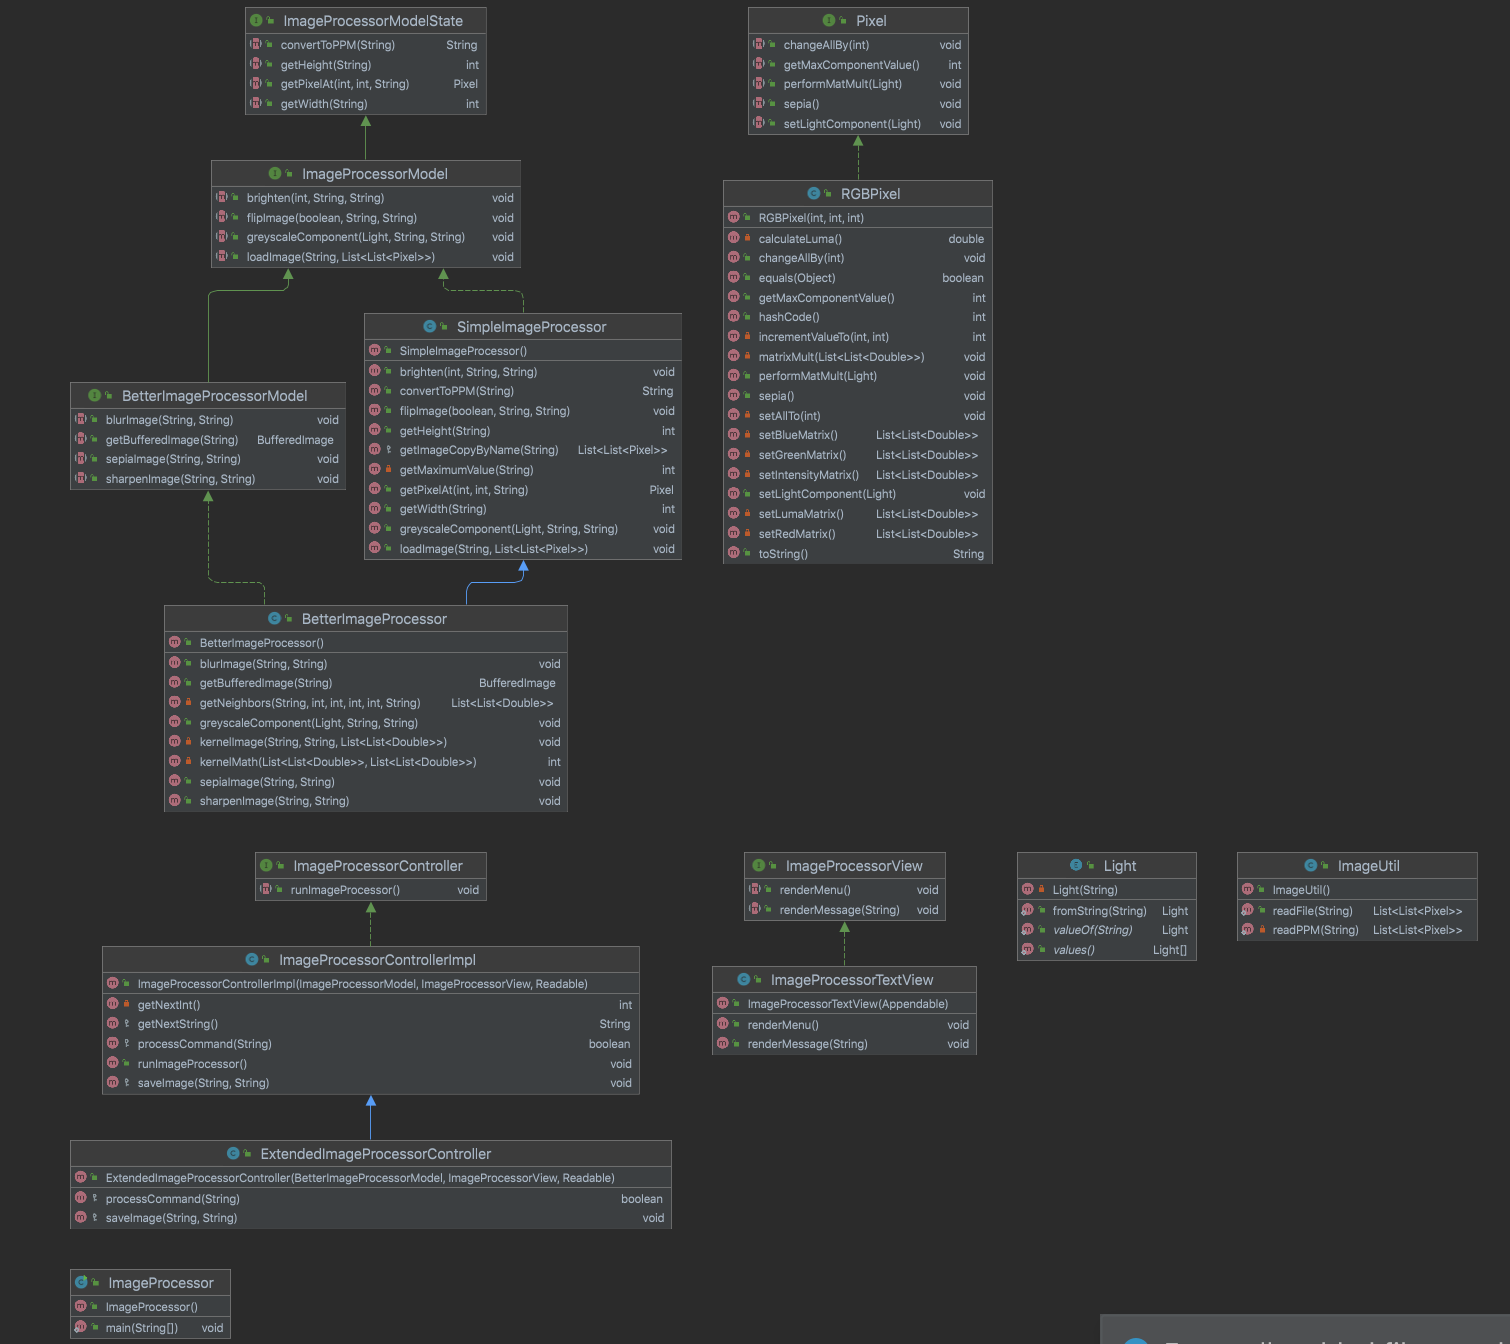 ImageProcessorModelState
convertToPPM(String) String
getHeight(String) int
getPixelAt(int, int, String) Pixel
getWidth(String) int
Pixel
changeAllBy(int) void
getMaxComponentValue() int
performMatMult(Light) void
sepia() void
setLightComponent(Light) void
ImageProcessorModel
brighten(int, String, String) void
flipImage(boolean, String, String) void
greyscaleComponent(Light, String, String) void
loadImage(String, List<List<Pixel>>) void
RGBPixel
RGBPixel(int, int, int)
calculateLuma() double
changeAllBy(int) void
equals(Object) boolean
getMaxComponentValue() int
hashCode() int
incrementValueTo(int, int) int
matrixMult(List<List<Double>>) void
performMatMult(Light) void
sepia() void
setAllTo(int) void
setBlueMatrix() List<List<Double>>
setGreenMatrix() List<List<Double>>
setIntensityMatrix() List<List<Double>>
setLightComponent(Light) void
setLumaMatrix() List<List<Double>>
setRedMatrix() List<List<Double>>
toString() String
SimpleImageProcessor
SimpleImageProcessor()
brighten(int, String, String) void
convertToPPM(String) String
flipImage(boolean, String, String) void
getHeight(String) int
getImageCopyByName(String) List<List<Pixel>>
getMaximumValue(String) int
getPixelAt(int, int, String) Pixel
getWidth(String) int
greyscaleComponent(Light, String, String) void
loadImage(String, List<List<Pixel>>) void
BetterImageProcessorModel
blurImage(String, String) void
getBufferedImage(String) BufferedImage
sepiaImage(String, String) void
sharpenImage(String, String) void
BetterImageProcessor
BetterImageProcessor()
blurImage(String, String) void
getBufferedImage(String) BufferedImage
getNeighbors(String, int, int, int, int, String) List<List<Double>>
greyscaleComponent(Light, String, String) void
kernelImage(String, String, List<List<Double>>) void
kernelMath(List<List<Double>>, List<List<Double>>) int
sepiaImage(String, String) void
sharpenImage(String, String) void
ImageProcessorController
runImageProcessor() void
ImageProcessorView
renderMenu() void
renderMessage(String) void
Light
Light(String)
fromString(String) Light
valueOf(String) Light
values() Light[]
ImageUtil
ImageUtil()
readFile(String) List<List<Pixel>>
readPPM(String) List<List<Pixel>>
ImageProcessorControllerImpl
ImageProcessorControllerImpl(ImageProcessorModel, ImageProcessorView, Readable)
getNextInt() int
getNextString() String
processCommand(String) boolean
runImageProcessor() void
saveImage(String, String) void
ImageProcessorTextView
ImageProcessorTextView(Appendable)
renderMenu() void
renderMessage(String) void
ExtendedImageProcessorController
ExtendedImageProcessorController(BetterImageProcessorModel, ImageProcessorView, Readable)
processCommand(String) boolean
saveImage(String, String) void
ImageProcessor
ImageProcessor()
main(String[]) void